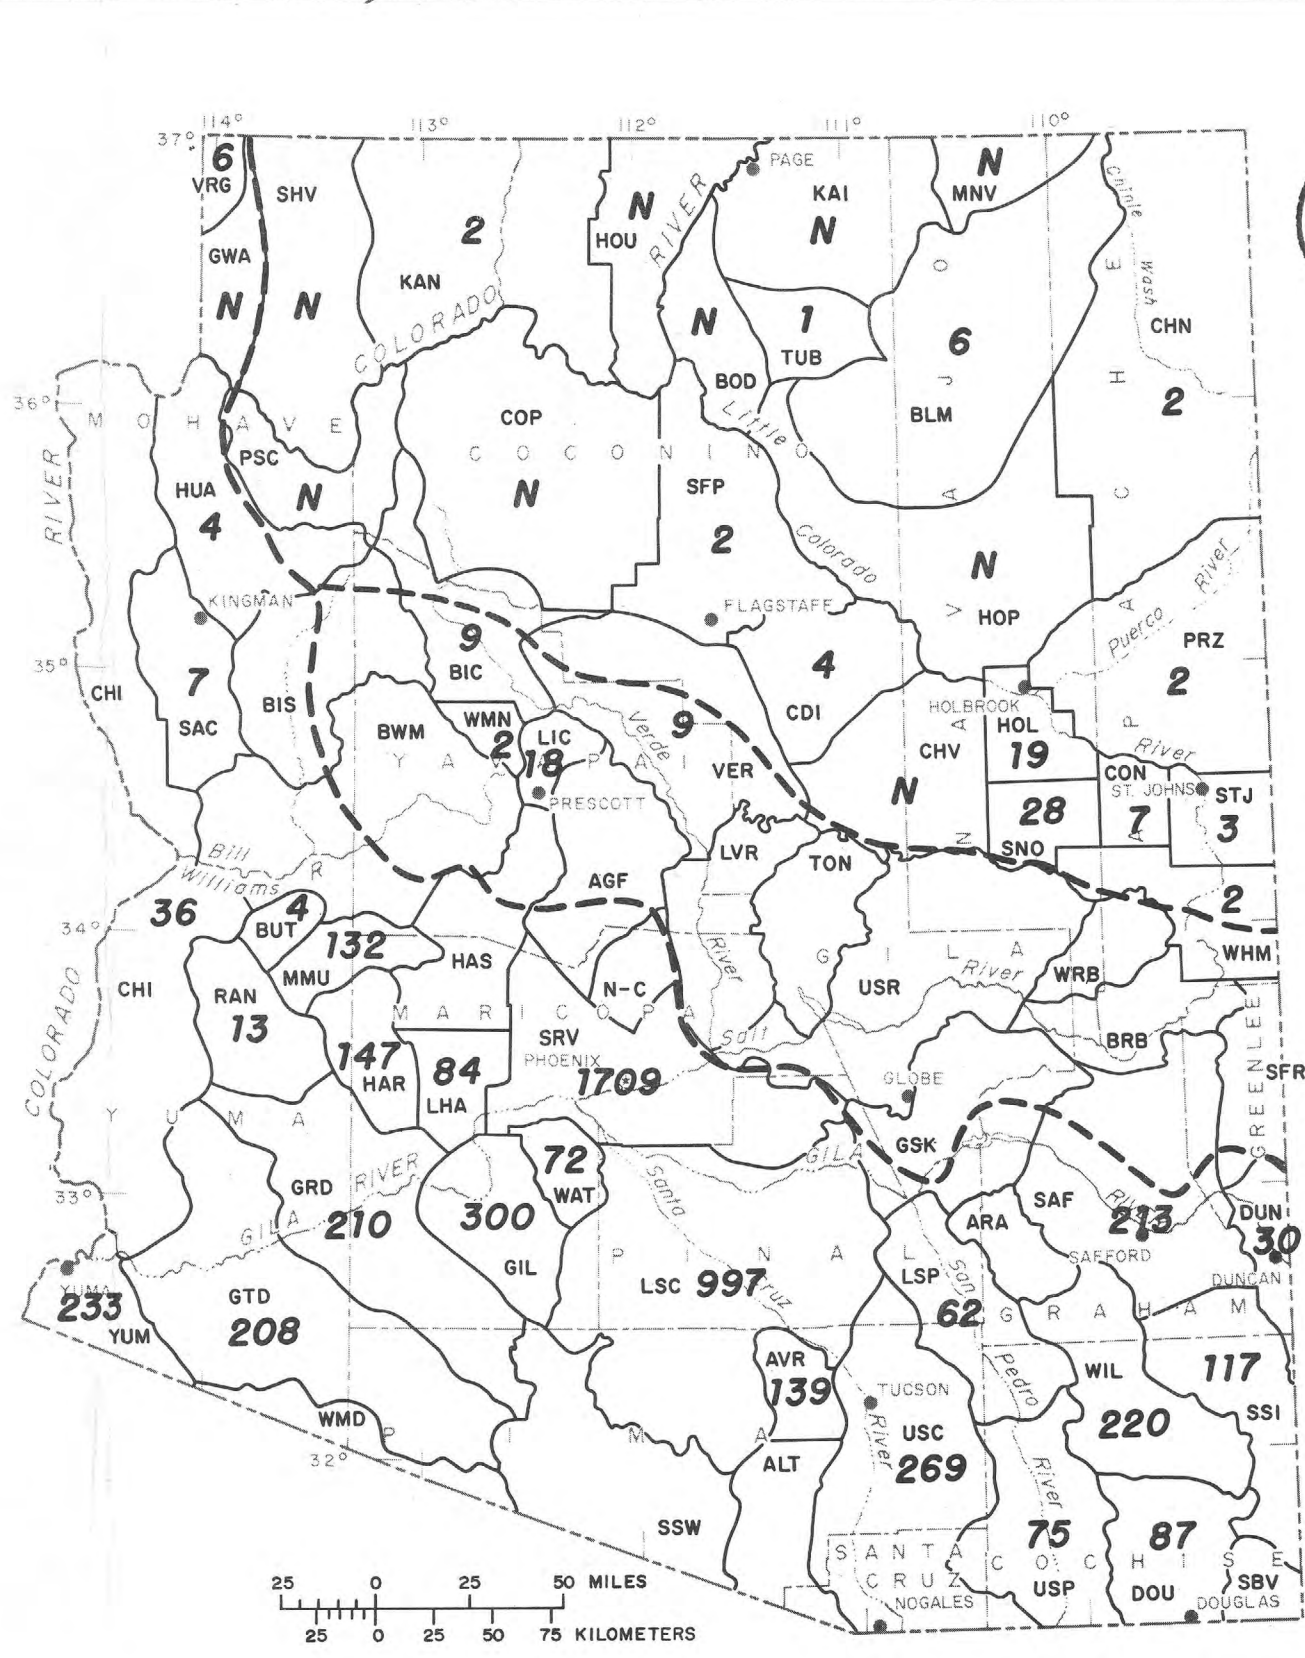 114° 113° 112° 111° 110°
37°
PAGE
6
VRG
SHV
N
MNV
KAI
N
N
HOU
RIVER
2
KAN
GWA
N
N
COLORADO
N
BOD
1
TUB
6
BLM
Chinle Wash
CHN
2
NAVAJO
APACHE
36°
MOHAVE
COP
COCONINO
N
Little
Colorado
PSC
N
HUA
4
SFP
2
RIVER
N
HOP
KINGMAN
FLAGSTAFF
Puerco River
PRZ
2
35°
CHI
7
SAC
BIS
9
BIC
4
CDI
HOLBROOK
HOL
19
CHV
N
BWM
WMN
2
LIC
18
YAVAPAI
Verde
9
VER
River
CON
ST. JOHNS
7
STJ
3
PRESCOTT
28
SNO
Bill
Williams
R
LVR
TON
AGF
36
4
BUT
132
MMU
2
WHM
34°
HAS
N-C
River
GILA
River
WRB
USR
CHI
RAN
13
MARICOPA
SRV
PHOENIX
1709
Salt
BRB
147
HAR
84
LHA
GLOBE
GREENLEE
SFR
COLORADO
YUMA
GSK
GILA
72
WAT
Santa
Cruz
33°
GRD
GILA RIVER
210
300
GIL
PINAL
LSC 997
ARA
SAF
River
213
SAFFORD
DUN
30
DUNCAN
LSP
62
San
GRAHAM
YUMA
233
YUM
GTD
208
AVR
139
Pedro
WIL
220
117
SSI
TUCSON
River
USC
269
WMD
PIMA
32°
ALT
River
SSW
75
USP
87
DOU
SANTA
CRUZ
COCHISE
NOGALES
SBV
DOUGLAS
25 0 25 50 MILES
25 0 25 50 75 KILOMETERS